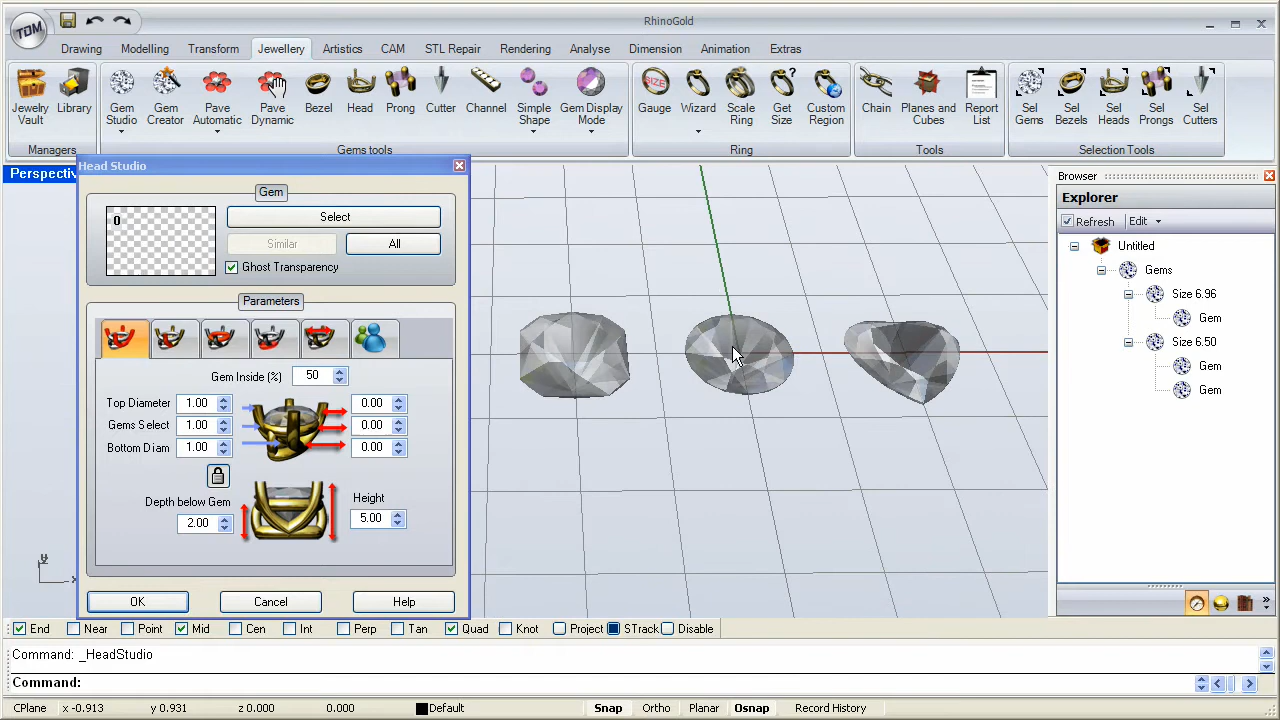 TDM
RhinoGold
Drawing Modelling Transform Jewellery Artistics CAM STL Repair Rendering Analyse Dimension Animation Extras
Jewelry Vault
Library
Gem Studio
Gem Creator
Pave Automatic
Pave Dynamic
Bezel
Head
Prong
Cutter
Channel
Simple Shape
Gem Display Mode
SIZE
Gauge
Wizard
Scale Ring
Get Size
Custom Region
Chain
Planes and Cubes
Report List
Sel Gems
Sel Bezels
Sel Heads
Sel Prongs
Sel Cutters
Managers Gems tools Ring Tools Selection Tools
Head Studio
Gem
0
Select
Similar All
Ghost Transparency
Parameters
Gem Inside (%) 50
Top Diameter 1.00 0.00
Gems Select 1.00 0.00
Bottom Diam 1.00 0.00
Depth below Gem
2.00
Height
5.00
OK Cancel Help
Perspectiv
y
x
Browser
Explorer
Refresh Edit
Untitled
Gems
Size 6.96
Gem
Size 6.50
Gem
Gem
End Near Point Mid Cen Int Perp Tan Quad Knot Project STrack Disable
Command: _HeadStudio
Command:
CPlane x -0.913 y 0.931 z 0.000 0.000 Default Snap Ortho Planar Osnap Record History